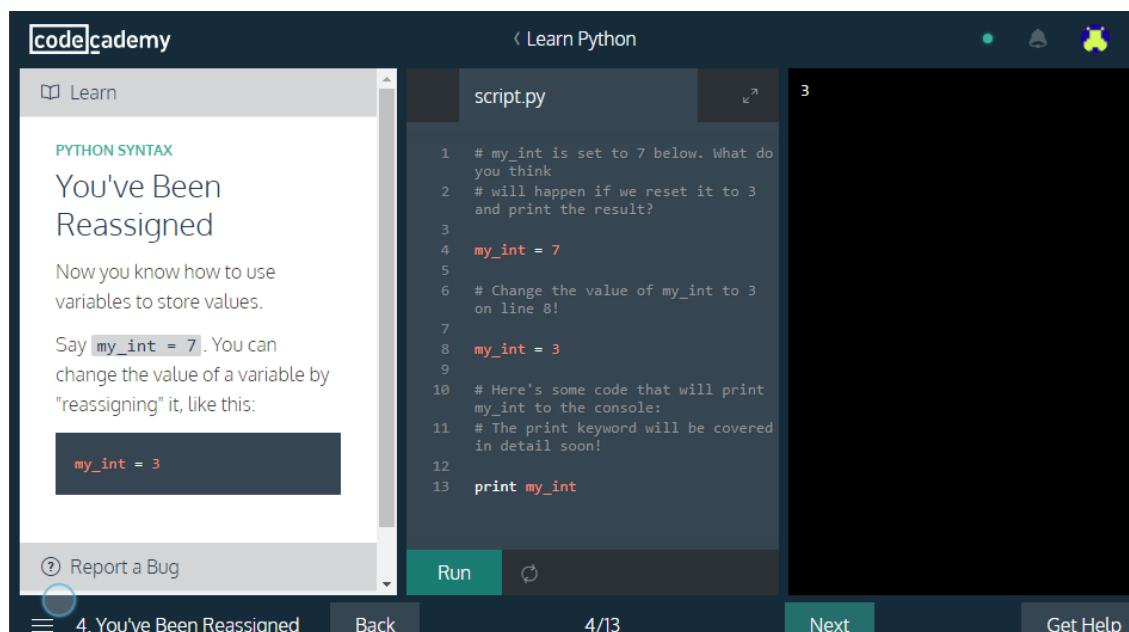 codecademy
Learn Python
Learn
PYTHON SYNTAX
You've Been
Reassigned
Now you know how to use
variables to store values.
Say my_int = 7. You can
change the value of a variable by
"reassigning" it, like this:
my_int = 3
Report a Bug
script.py
1 # my_int is set to 7 below. What do
you think
2 # will happen if we reset it to 3
and print the result?
3
4 my_int = 7
5
6 # Change the value of my_int to 3
on line 8!
7
8 my_int = 3
9
10 # Here's some code that will print
my_int to the console:
11 # The print keyword will be covered
in detail soon!
12
13 print my_int
Run
3
4. You've Been Reassigned
Back
4/13
Next
Get Help